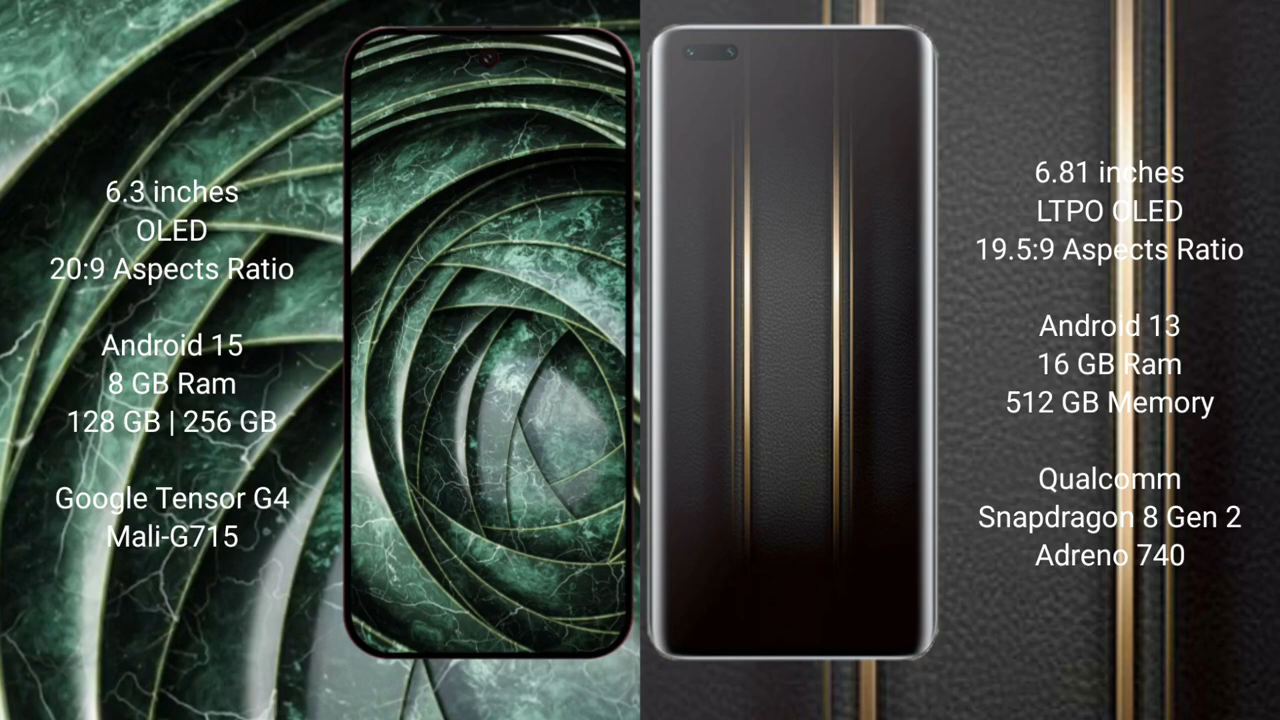 6.3 inches
OLED
20:9 Aspects Ratio
Android 15
8 GB Ram
128 GB | 256 GB
Google Tensor G4
Mali-G715
6.81 inches
LTPO OLED
19.5:9 Aspects Ratio
Android 13
16 GB Ram
512 GB Memory
Qualcomm
Snapdragon 8 Gen 2
Adreno 740